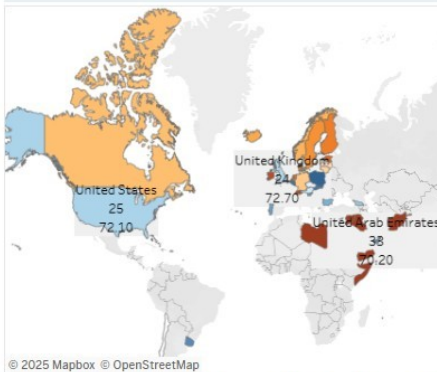 United States
25
72.10
United Kingdom
24
72.70
United Arab Emirates
38
70.20
© 2025 Mapbox © OpenStreetMap